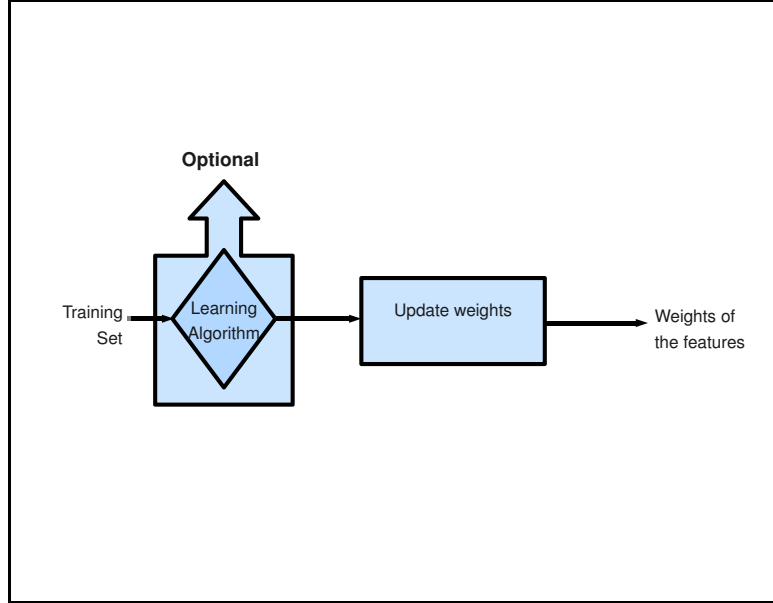 Optional
Training
Set
Learning
Algorithm
Update weights
Weights of
the features